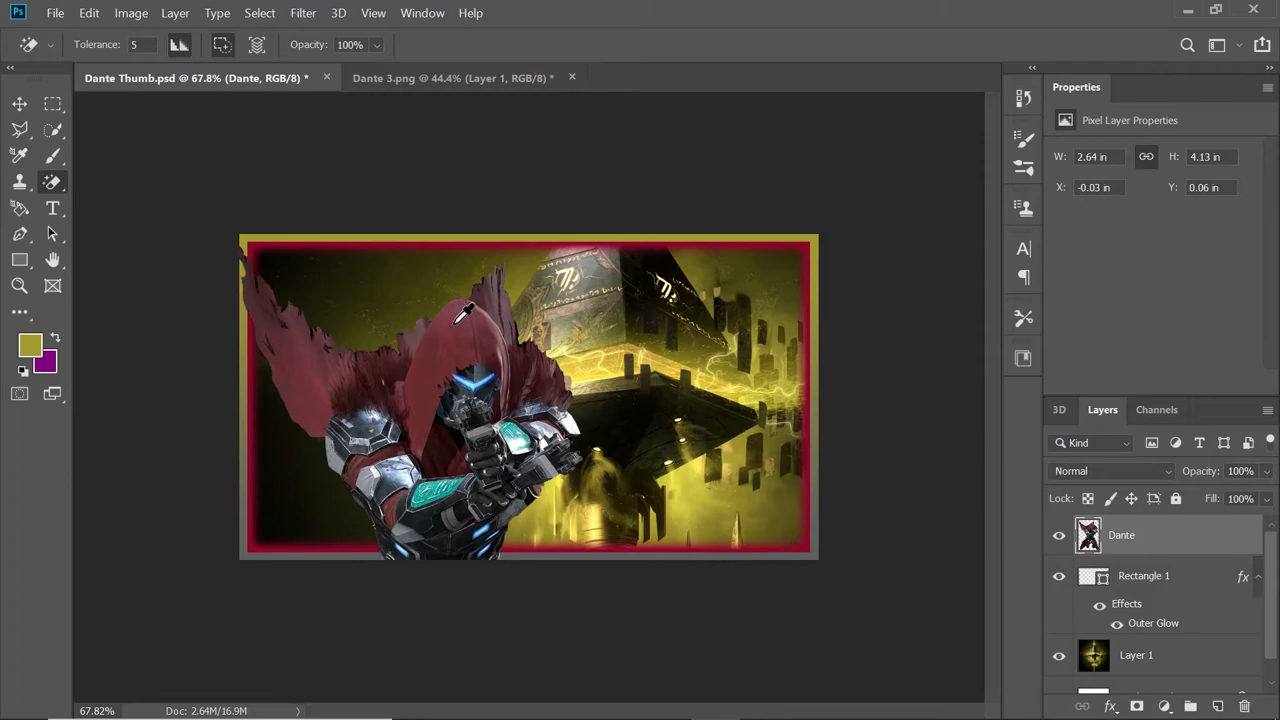 Ps File Edit Image Layer Type Select Filter 3D View Window Help
Tolerance: 5 Opacity: 100%
Dante Thumb.psd @ 67.8% (Dante, RGB/8) * × Dante 3.png @ 44.4% (Layer 1, RGB/8) * ×
Properties
Pixel Layer Properties
W: 2.64 in H: 4.13 in
X: -0.03 in Y: 0.06 in
3D Layers Channels
Kind
Normal Opacity: 100%
Lock: Fill: 100%
Dante
Rectangle 1 fx
Effects
Outer Glow
Layer 1
67.82% Doc: 2.64M/16.9M